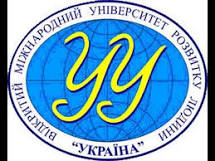 ВІДКРИТИЙ МІЖНАРОДНИЙ УНІВЕРСИТЕТ РОЗВИТКУ ЛЮДИНИ
УУ
"УКРАЇНА"